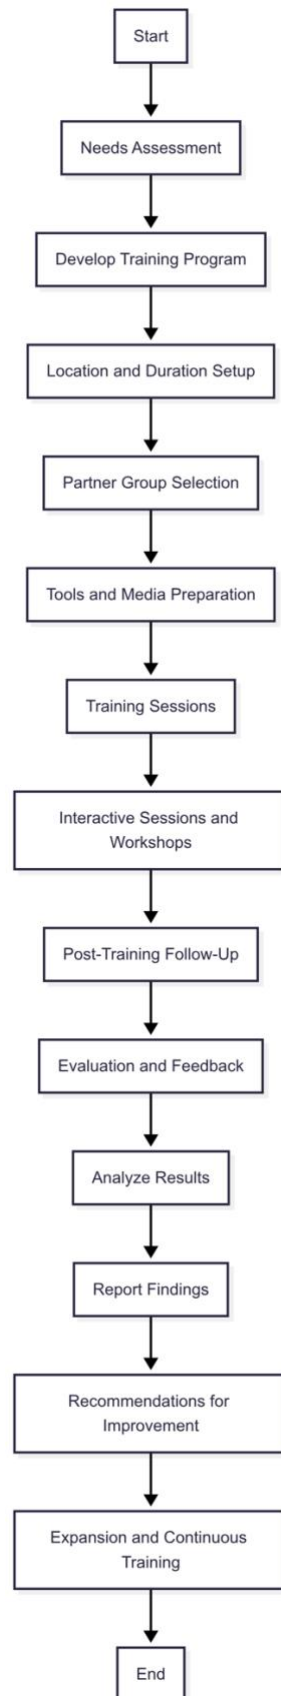 Start
Needs Assessment
Develop Training Program
Location and Duration Setup
Partner Group Selection
Tools and Media Preparation
Training Sessions
Interactive Sessions and
Workshops
Post-Training Follow-Up
Evaluation and Feedback
Analyze Results
Report Findings
Recommendations for
Improvement
Expansion and Continuous
Training
End